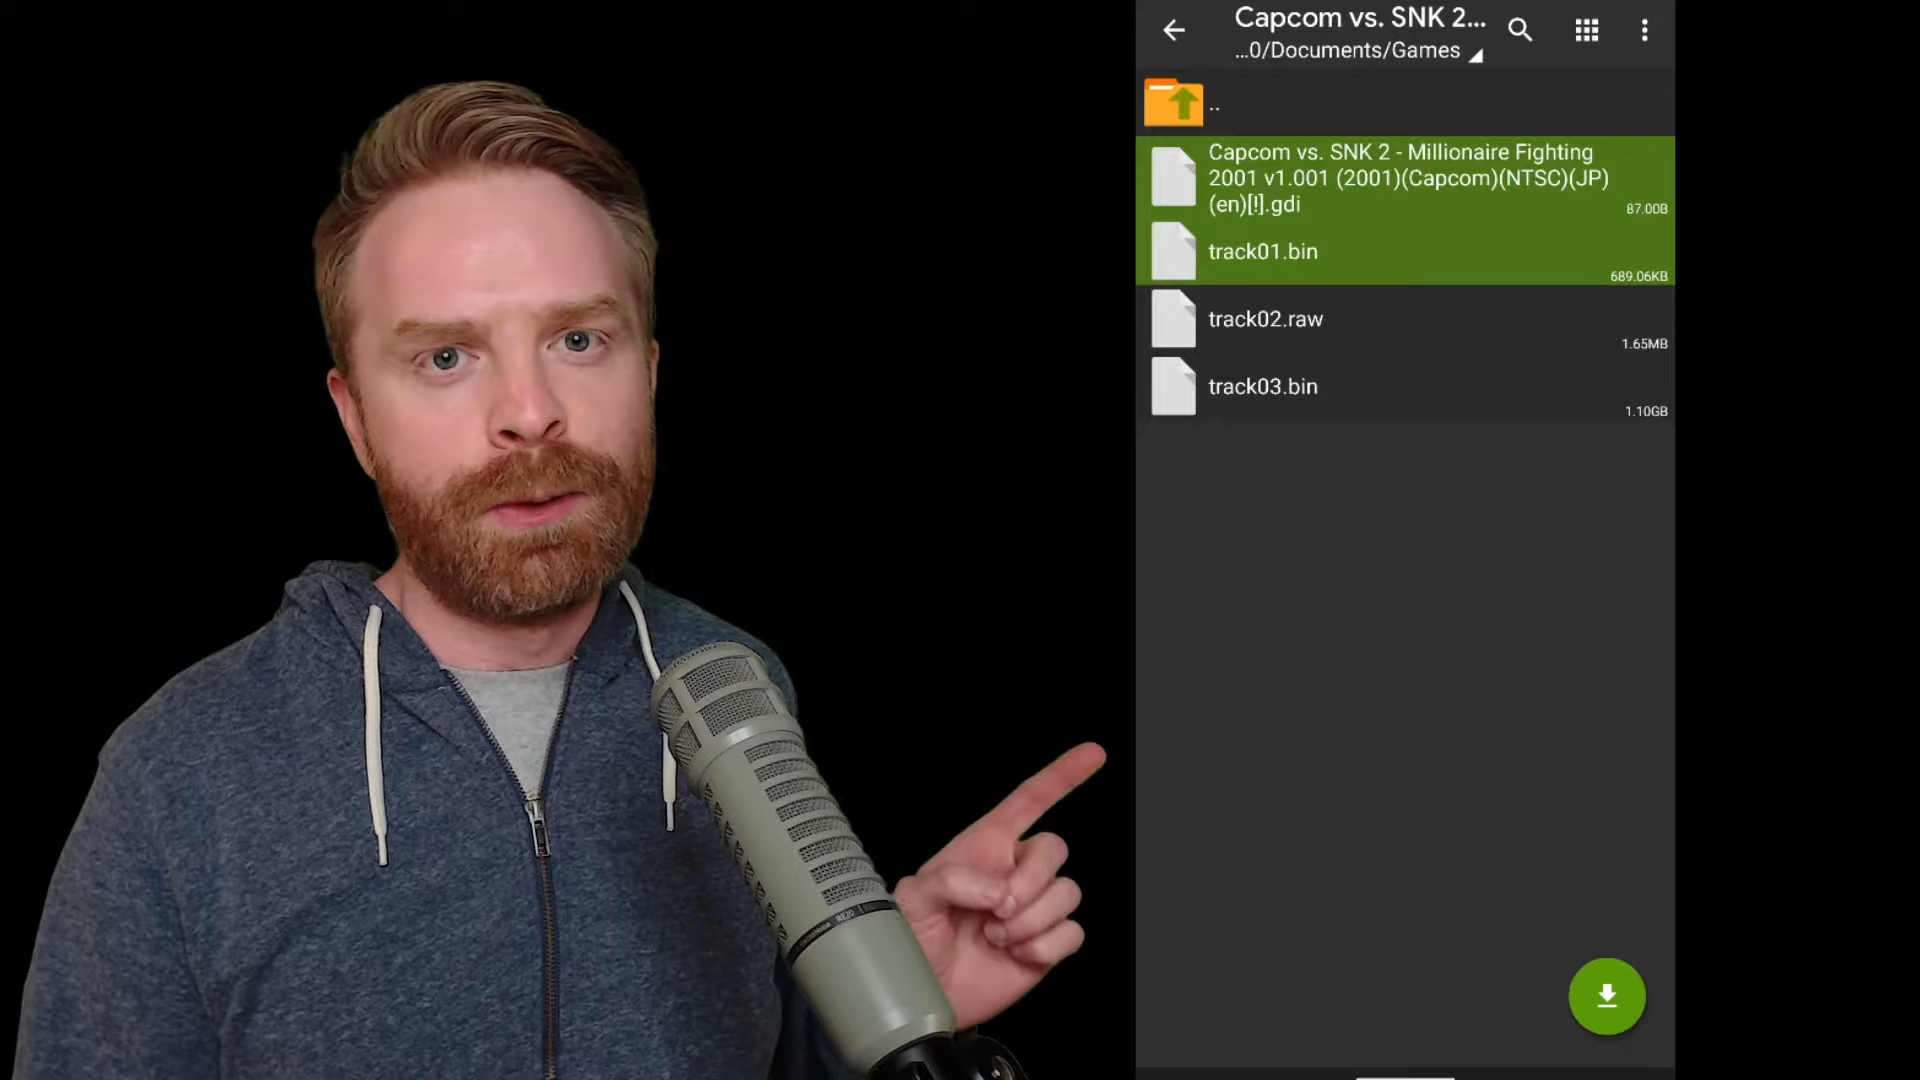 Capcom vs. SNK 2...
...0/Documents/Games
..
Capcom vs. SNK 2 - Millionaire Fighting
2001 v1.001 (2001)(Capcom)(NTSC)(JP)
(en)[!].gdi
87.00B
track01.bin
689.06KB
track02.raw
1.65MB
track03.bin
1.10GB
RE20